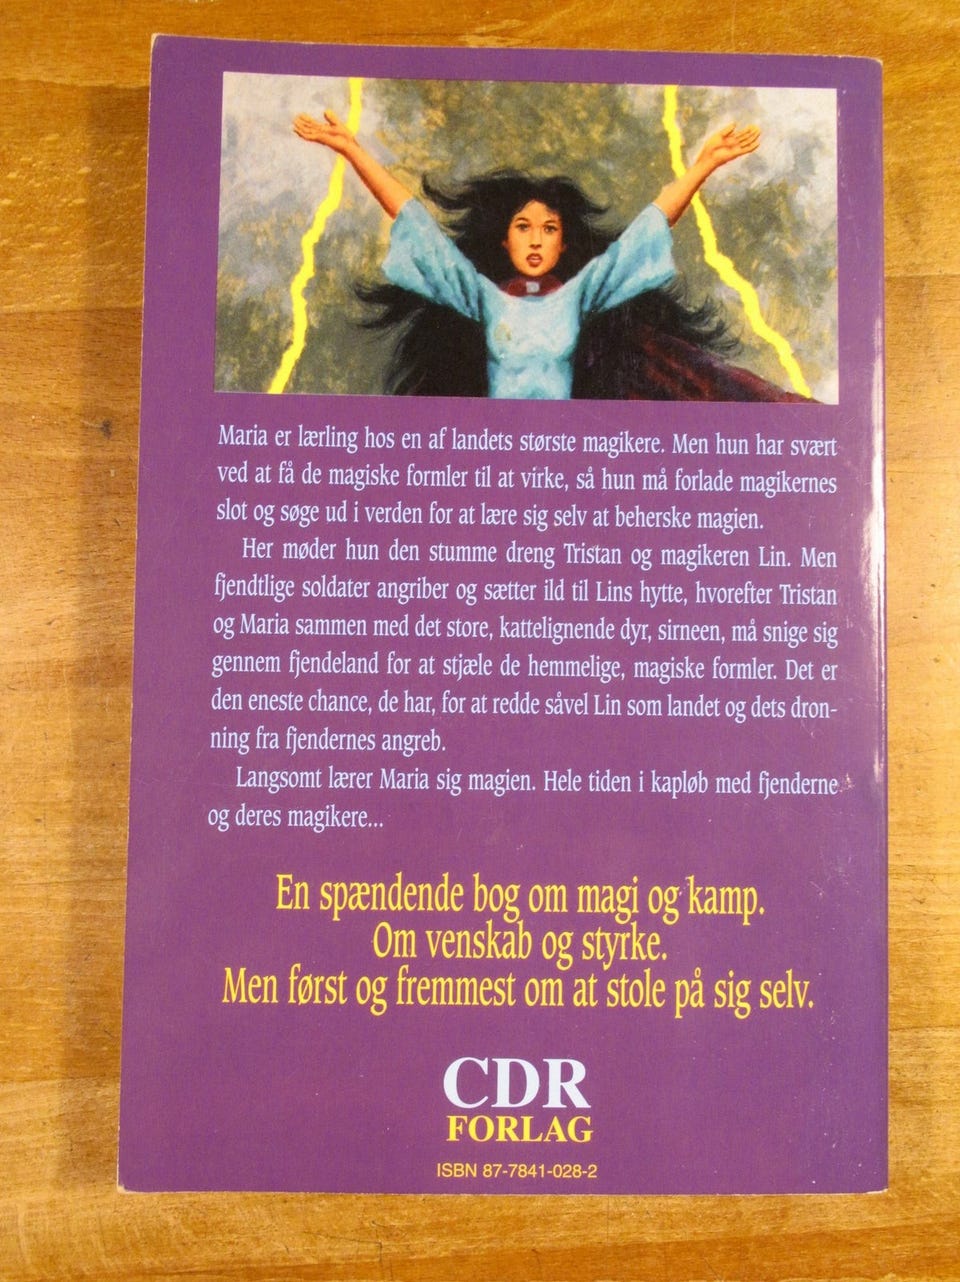 Maria er lærling hos en af landets største magikere. Men hun har svært
ved at få de magiske formler til at virke, så hun må forlade magikernes
slot og søge ud i verden for at lære sig selv at beherske magien.
Her møder hun den stumme dreng Tristan og magikeren Lin. Men
fjendtlige soldater angriber og sætter ild til Lins hytte, hvorefter Tristan
og Maria sammen med det store, kattelignende dyr, sirneen, må snige sig
gennem fjendeland for at stjæle de hemmelige, magiske formler. Det er
den eneste chance, de har, for at redde såvel Lin som landet og dets dron-
ning fra fjendernes angreb.
Langsomt lærer Maria sig magien. Hele tiden i kapløb med fjenderne
og deres magikere...
En spændende bog om magi og kamp.
Om venskab og styrke.
Men først og fremmest om at stole på sig selv.
CDR
FORLAG
ISBN 87-7841-028-2